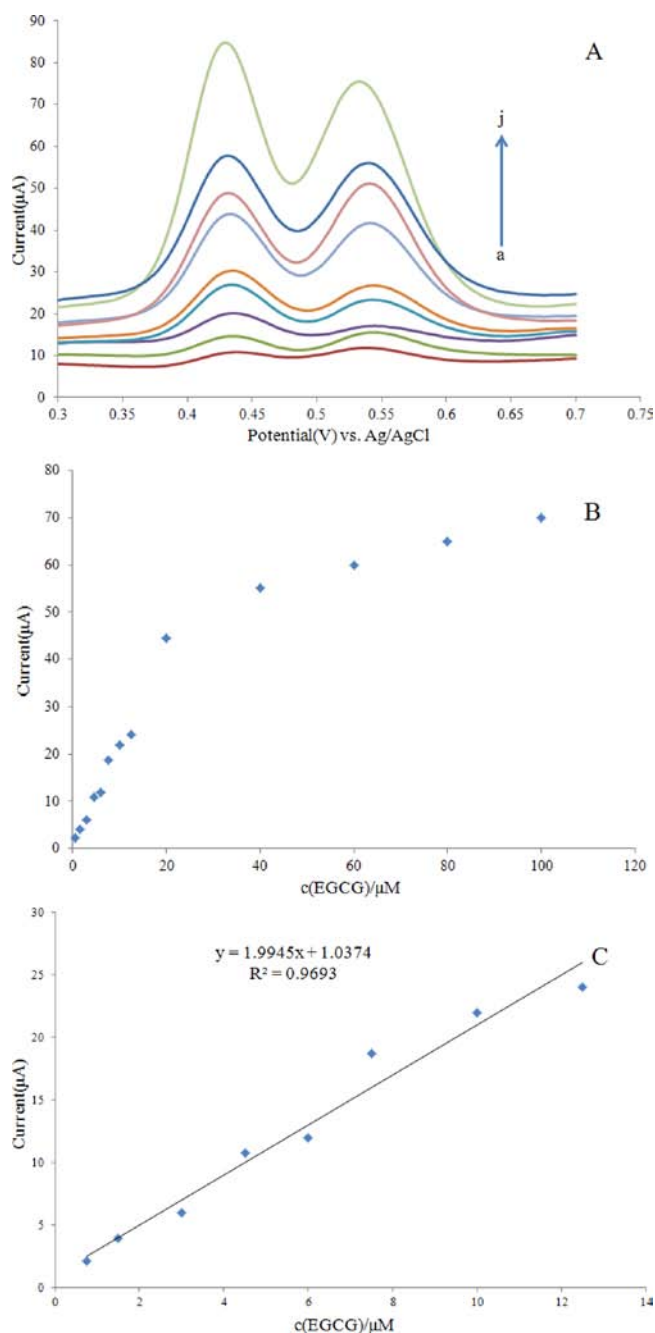 90
80
70
60
50
40
30
20
10
0
Current(μA)
A
j
a
0.3 0.35 0.4 0.45 0.5 0.55 0.6 0.65 0.7 0.75
Potential(V) vs. Ag/AgCl
80
70
60
50
40
30
20
10
0
Current(μA)
B
0 20 40 60 80 100 120
c(EGCG)/μM
30
25
20
15
10
5
0
Current(μA)
y = 1.9945x + 1.0374
R² = 0.9693
C
0 2 4 6 8 10 12 14
c(EGCG)/μM